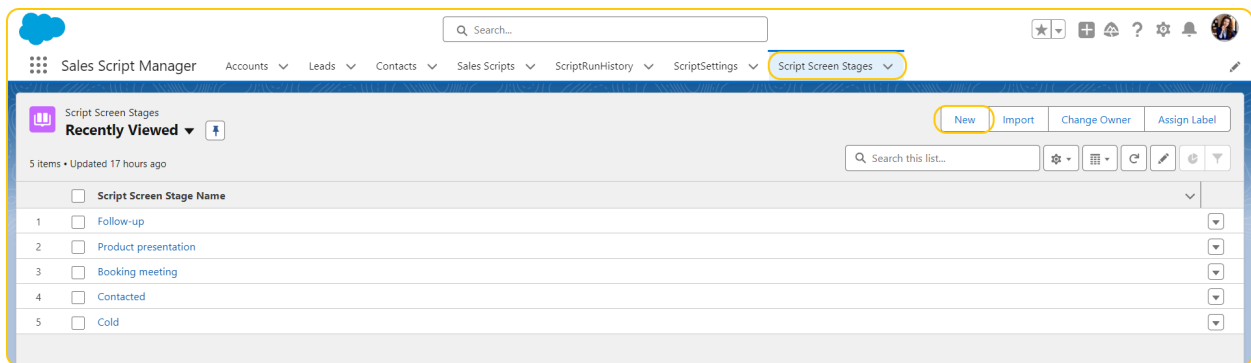 Search...
Sales Script Manager Accounts Leads Contacts Sales Scripts ScriptRunHistory ScriptSettings Script Screen Stages
Script Screen Stages
Recently Viewed
New Import Change Owner Assign Label
5 items • Updated 17 hours ago
Search this list...
Script Screen Stage Name
1 Follow-up
2 Product presentation
3 Booking meeting
4 Contacted
5 Cold